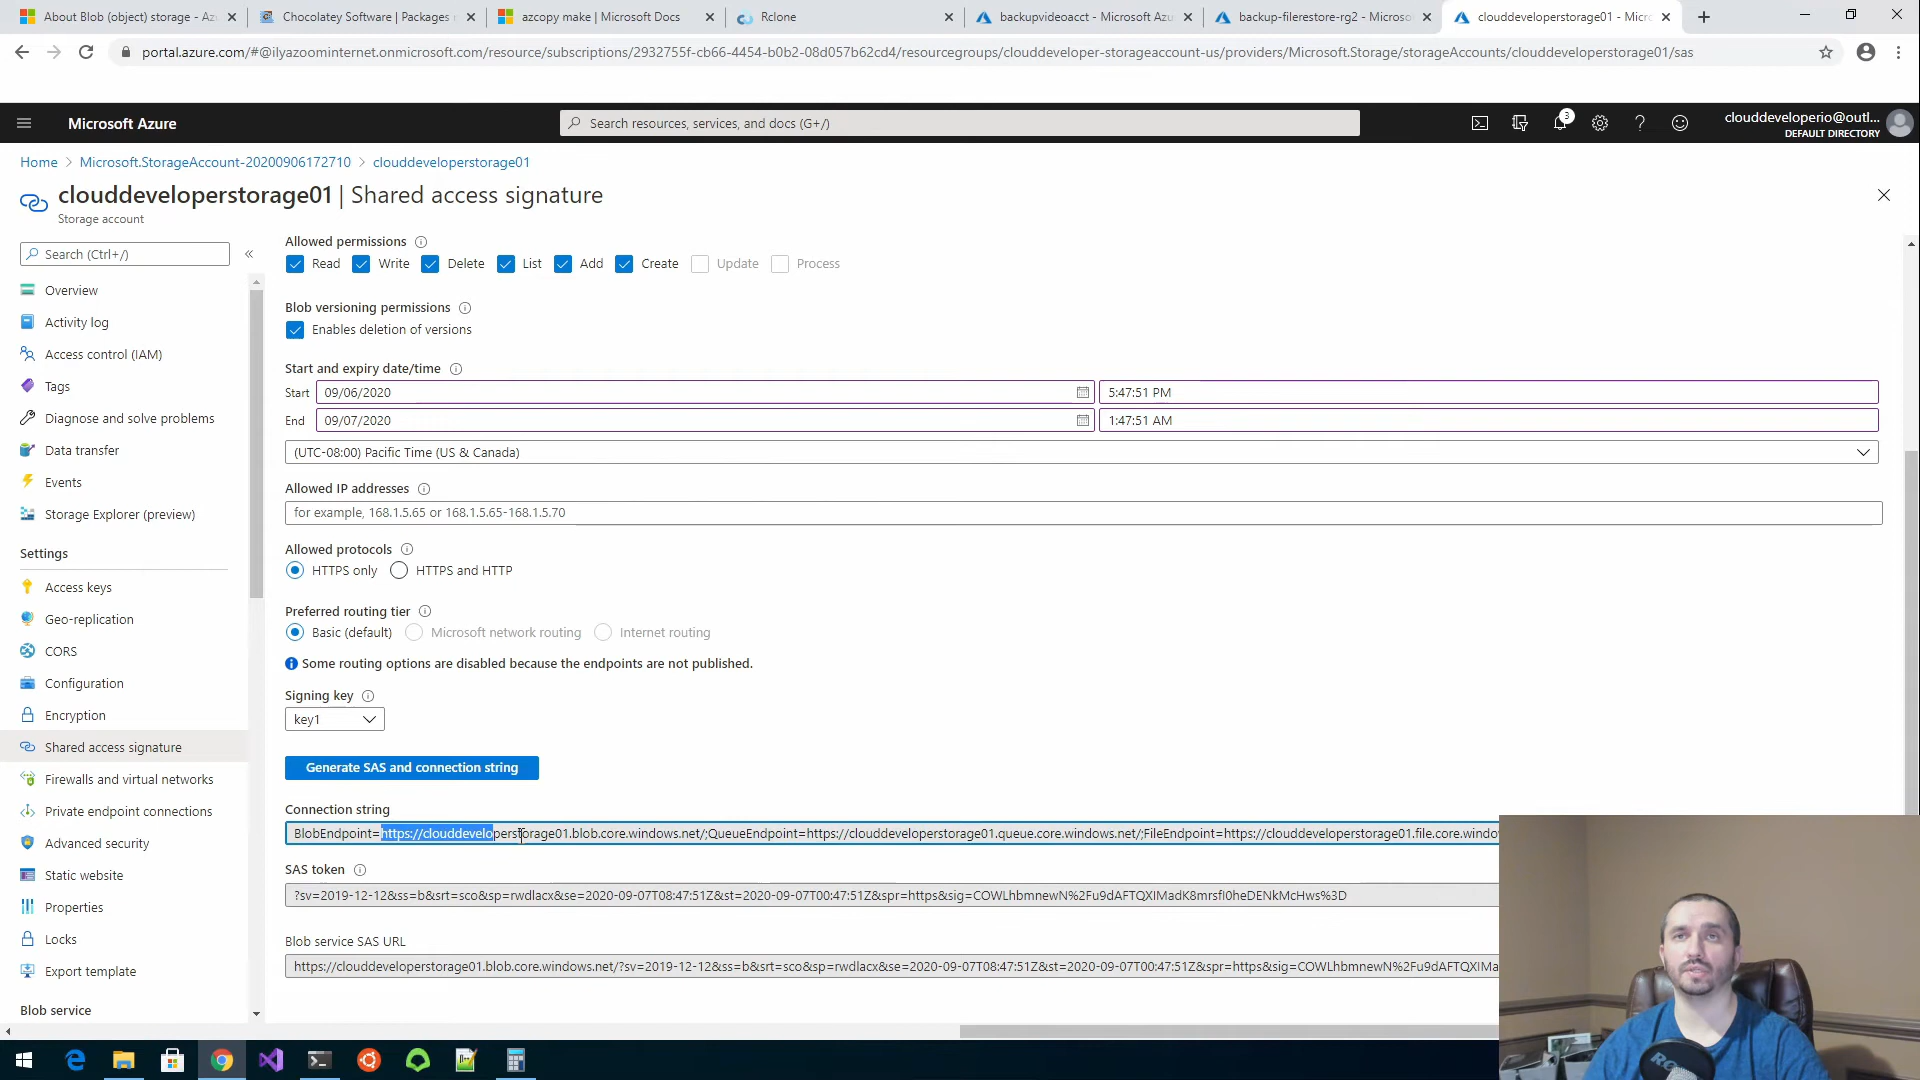 About Blob (object) storage - Az
Chocolatey Software | Packages
azcopy make | Microsoft Docs
Rclone
backupvideoacct - Microsoft Azu
backup-filerestore-rg2 - Microso
clouddeveloperstorage01 - Micr
portal.azure.com/#@ilyazoominternet.onmicrosoft.com/resource/subscriptions/2932755f-cb66-4454-b0b2-08d057b62cd4/resourcegroups/clouddeveloper-storageaccount-us/providers/Microsoft.Storage/storageAccounts/clouddeveloperstorage01/sas
Microsoft Azure
Search resources, services, and docs (G+/)
3
clouddeveloperio@outl...
DEFAULT DIRECTORY
Home > Microsoft.StorageAccount-20200906172710 > clouddeveloperstorage01
clouddeveloperstorage01 | Shared access signature
Storage account
Search (Ctrl+/)
Overview
Activity log
Access control (IAM)
Tags
Diagnose and solve problems
Data transfer
Events
Storage Explorer (preview)
Settings
Access keys
Geo-replication
CORS
Configuration
Encryption
Shared access signature
Firewalls and virtual networks
Private endpoint connections
Advanced security
Static website
Properties
Locks
Export template
Blob service
Allowed permissions
Read Write Delete List Add Create Update Process
Blob versioning permissions
Enables deletion of versions
Start and expiry date/time
Start 09/06/2020 5:47:51 PM
End 09/07/2020 1:47:51 AM
(UTC-08:00) Pacific Time (US & Canada)
Allowed IP addresses
for example, 168.1.5.65 or 168.1.5.65-168.1.5.70
Allowed protocols
HTTPS only HTTPS and HTTP
Preferred routing tier
Basic (default) Microsoft network routing Internet routing
Some routing options are disabled because the endpoints are not published.
Signing key
key1
Generate SAS and connection string
Connection string
BlobEndpoint=https://clouddeveloperstorage01.blob.core.windows.net/;QueueEndpoint=https://clouddeveloperstorage01.queue.core.windows.net/;FileEndpoint=https://clouddeveloperstorage01.file.core.windo
SAS token
?sv=2019-12-12&ss=b&srt=sco&sp=rwdlacx&se=2020-09-07T08:47:51Z&st=2020-09-07T00:47:51Z&spr=https&sig=COWLhbmnewN%2Fu9dAFTQXIMadK8mrsfI0heDENkMcHws%3D
Blob service SAS URL
https://clouddeveloperstorage01.blob.core.windows.net/?sv=2019-12-12&ss=b&srt=sco&sp=rwdlacx&se=2020-09-07T08:47:51Z&st=2020-09-07T00:47:51Z&spr=https&sig=COWLhbmnewN%2Fu9dAFTQXIMa